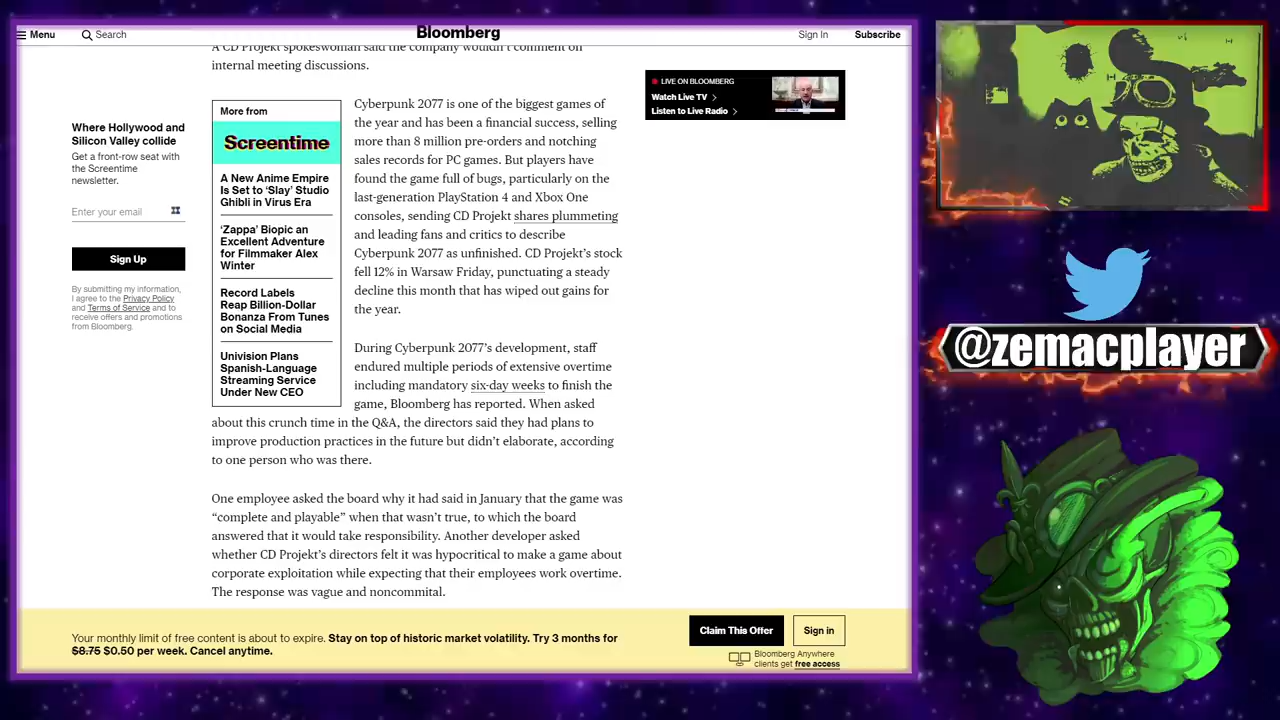 Menu
Search
Bloomberg
Sign In
Subscribe
A CD Projekt spokeswoman said the company wouldn't comment on
internal meeting discussions.
Where Hollywood and
Silicon Valley collide
Get a front-row seat with
the Screentime
newsletter.
Enter your email
Sign Up
By submitting my information,
I agree to the Privacy Policy
and Terms of Service and to
receive offers and promotions
from Bloomberg.
More from
Screentime
A New Anime Empire
Is Set to ‘Slay’ Studio
Ghibli in Virus Era
‘Zappa’ Biopic an
Excellent Adventure
for Filmmaker Alex
Winter
Record Labels
Reap Billion-Dollar
Bonanza From Tunes
on Social Media
Univision Plans
Spanish-Language
Streaming Service
Under New CEO
Cyberpunk 2077 is one of the biggest games of
the year and has been a financial success, selling
more than 8 million pre-orders and notching
sales records for PC games. But players have
found the game full of bugs, particularly on the
last-generation PlayStation 4 and Xbox One
consoles, sending CD Projekt shares plummeting
and leading fans and critics to describe
Cyberpunk 2077 as unfinished. CD Projekt’s stock
fell 12% in Warsaw Friday, punctuating a steady
decline this month that has wiped out gains for
the year.
During Cyberpunk 2077’s development, staff
endured multiple periods of extensive overtime
including mandatory six-day weeks to finish the
game, Bloomberg has reported. When asked
about this crunch time in the Q&A, the directors said they had plans to
improve production practices in the future but didn’t elaborate, according
to one person who was there.
One employee asked the board why it had said in January that the game was
“complete and playable” when that wasn’t true, to which the board
answered that it would take responsibility. Another developer asked
whether CD Projekt’s directors felt it was hypocritical to make a game about
corporate exploitation while expecting that their employees work overtime.
The response was vague and noncommital.
LIVE ON BLOOMBERG
Watch Live TV
Listen to Live Radio
Your monthly limit of free content is about to expire. Stay on top of historic market volatility. Try 3 months for
$8.75 $0.50 per week. Cancel anytime.
Claim This Offer
Sign in
Bloomberg Anywhere
clients get free access
@zemacplayer